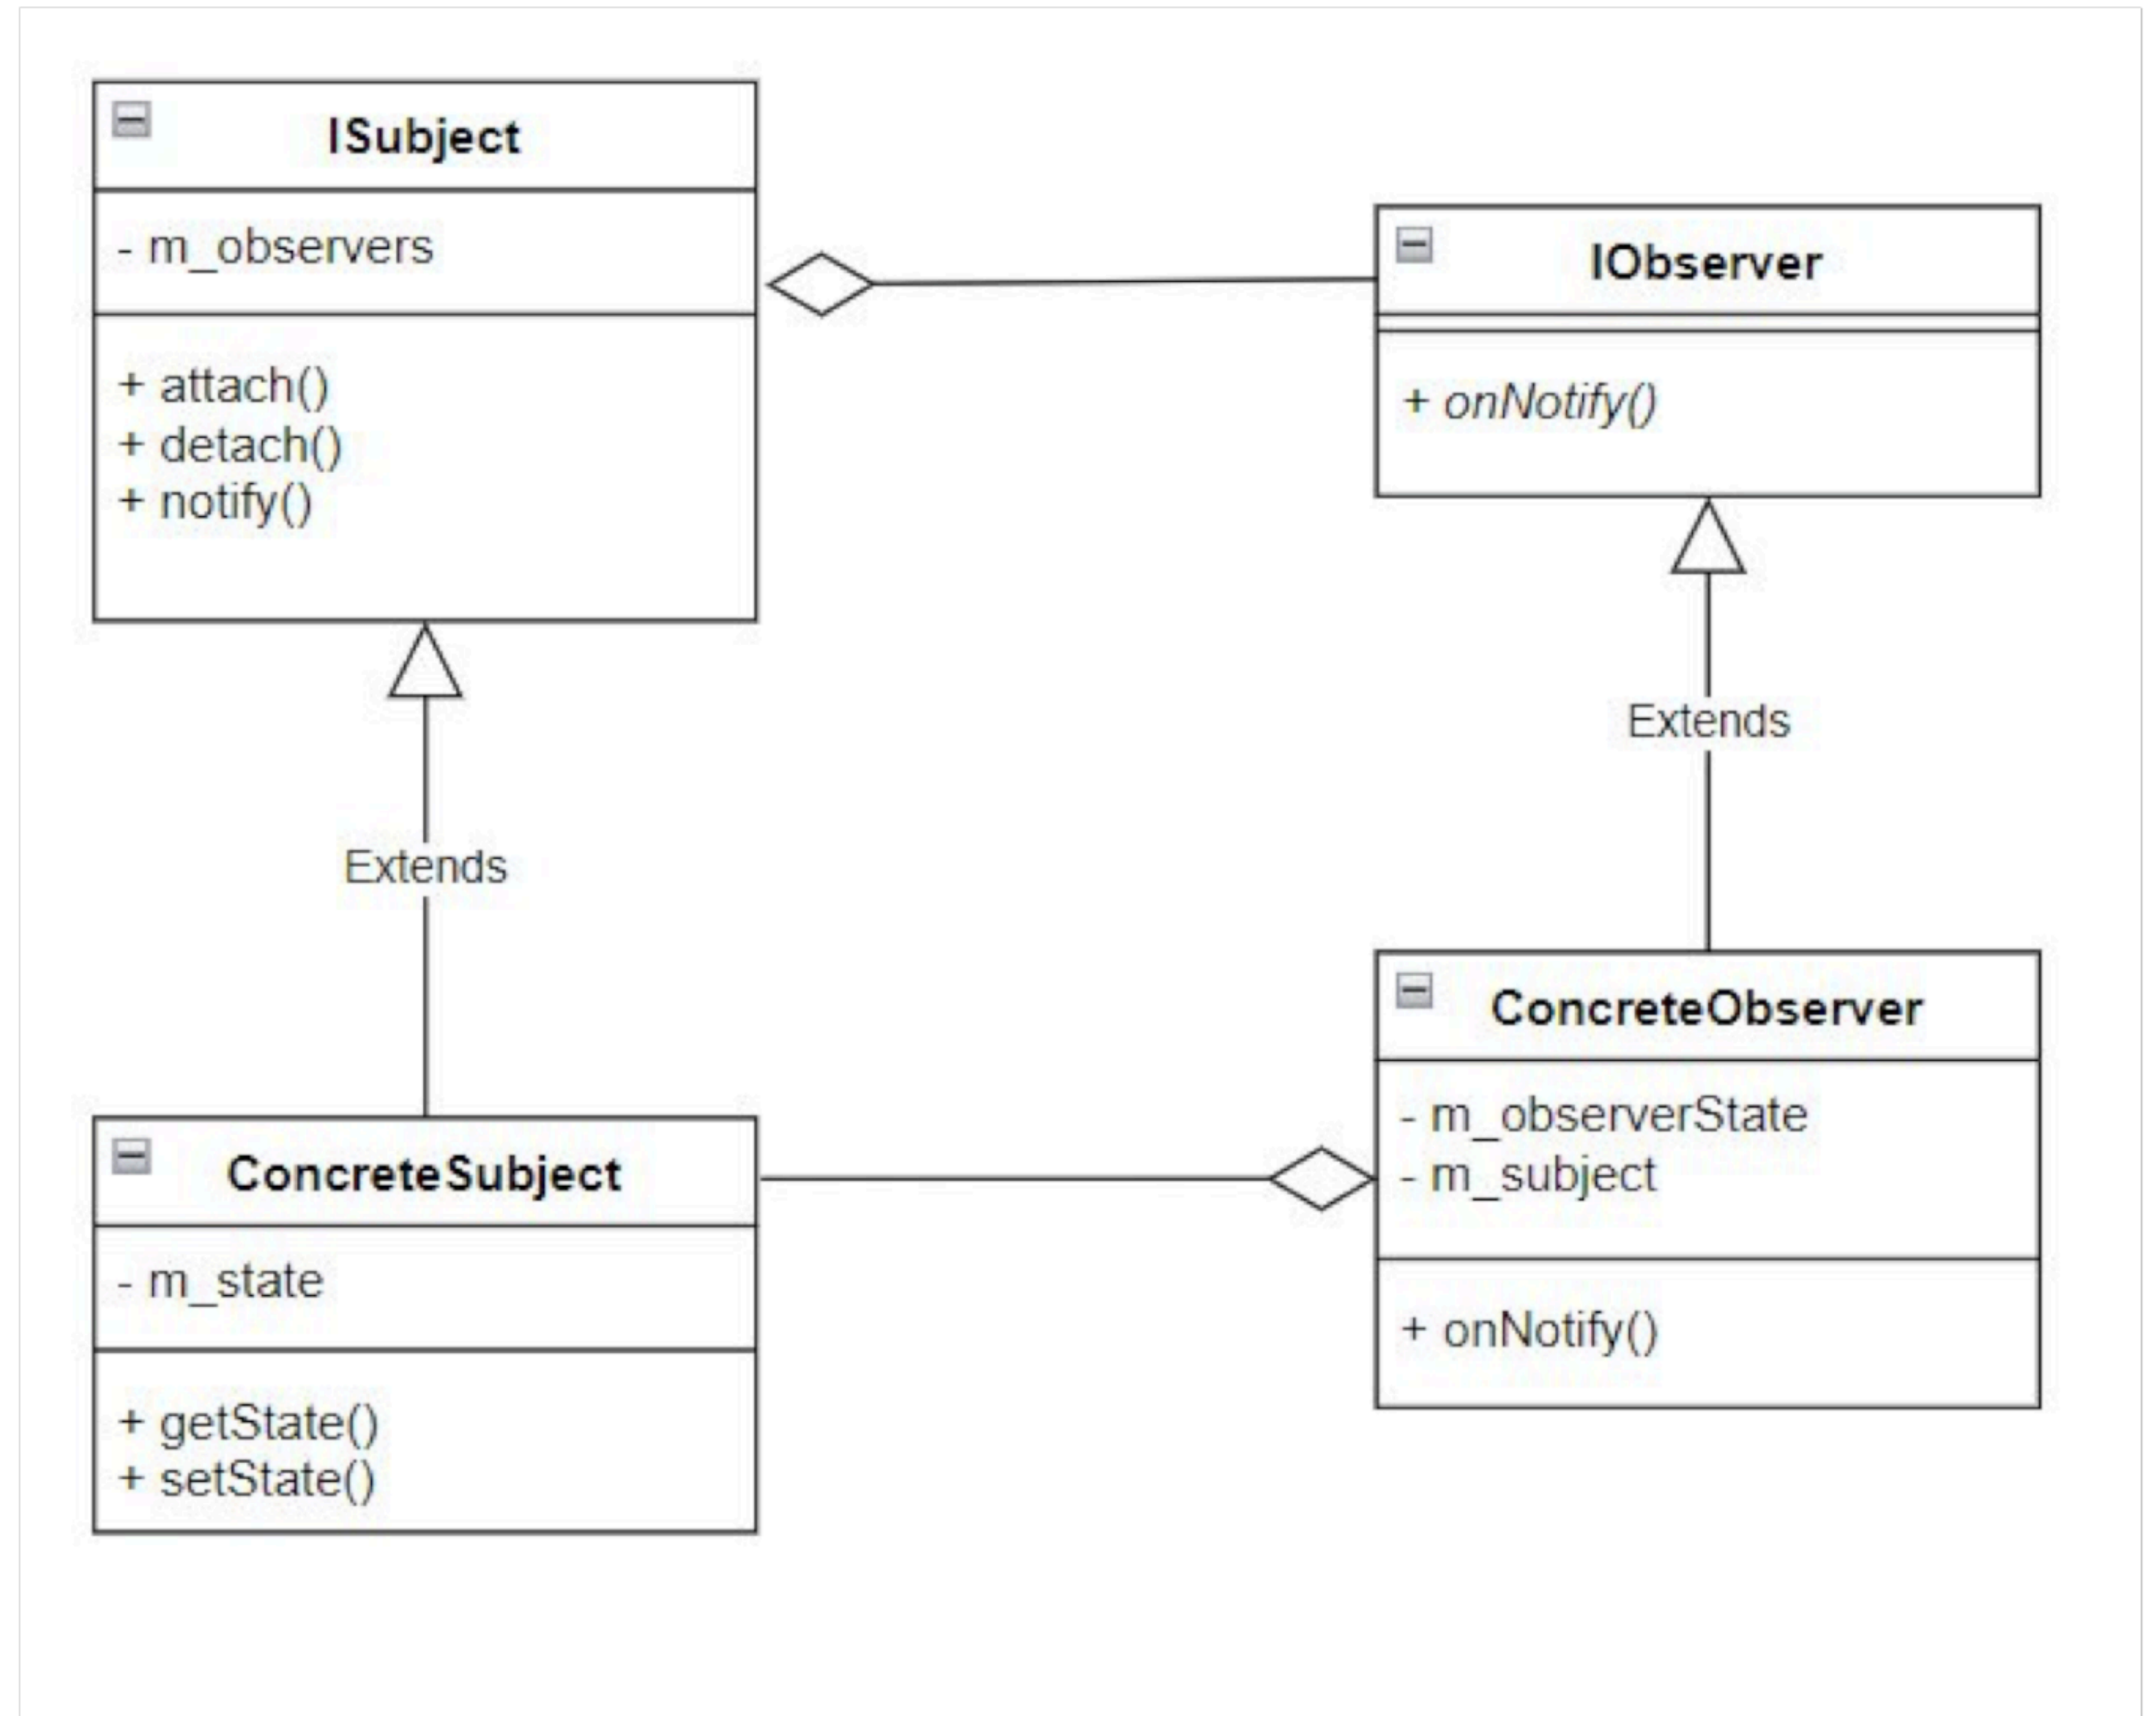 ISubject
- m_observers
+ attach()
+ detach()
+ notify()
IObserver
+ onNotify()
Extends
Extends
ConcreteSubject
- m_state
+ getState()
+ setState()
ConcreteObserver
- m_observerState
- m_subject
+ onNotify()